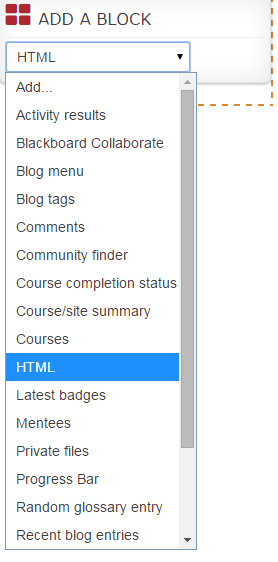 ADD A BLOCK
HTML
Add...
Activity results
Blackboard Collaborate
Blog menu
Blog tags
Comments
Community finder
Course completion status
Course/site summary
Courses
HTML
Latest badges
Mentees
Private files
Progress Bar
Random glossary entry
Recent blog entries